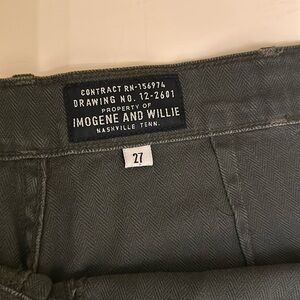 CONTRACT RN-156974
DRAWING NO. 12-2601
PROPERTY OF
IMOGENE AND WILLIE
NASHVILLE TENN.
27